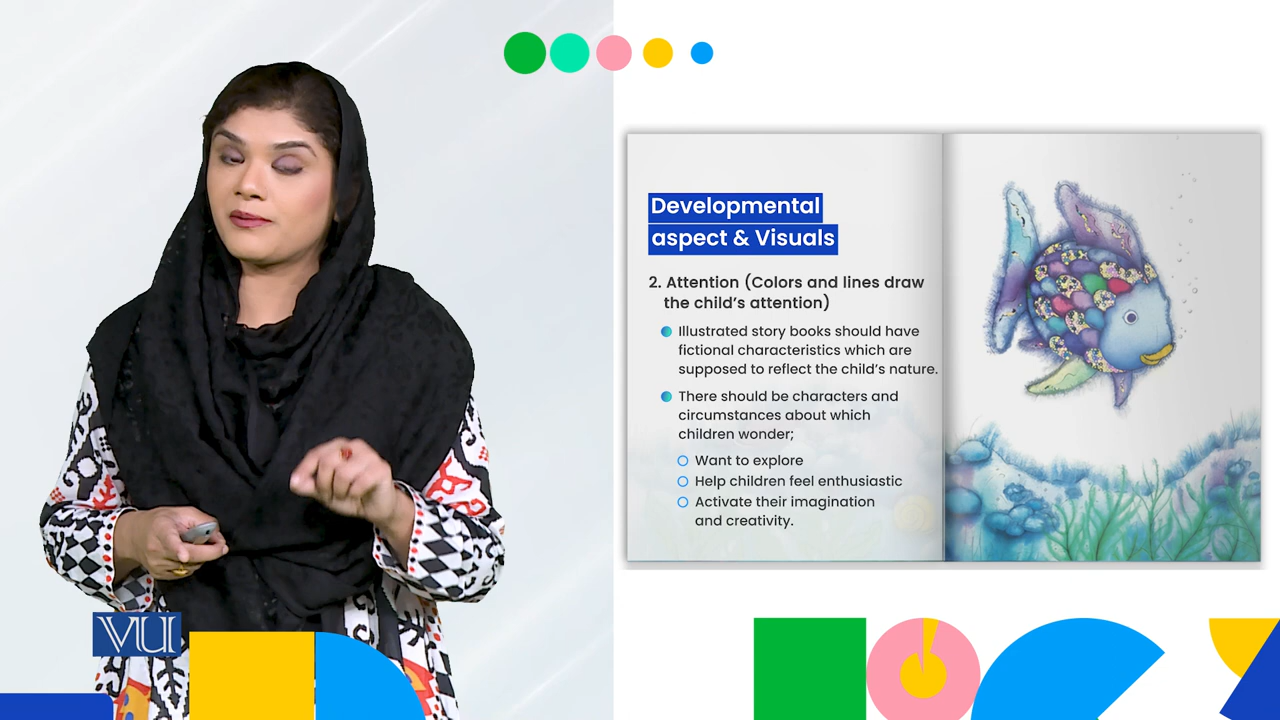 Developmental
aspect & Visuals
2. Attention (Colors and lines draw
the child's attention)
Illustrated story books should have
fictional characteristics which are
supposed to reflect the child's nature.
There should be characters and
circumstances about which
children wonder;
Want to explore
Help children feel enthusiastic
Activate their imagination
and creativity.
VU